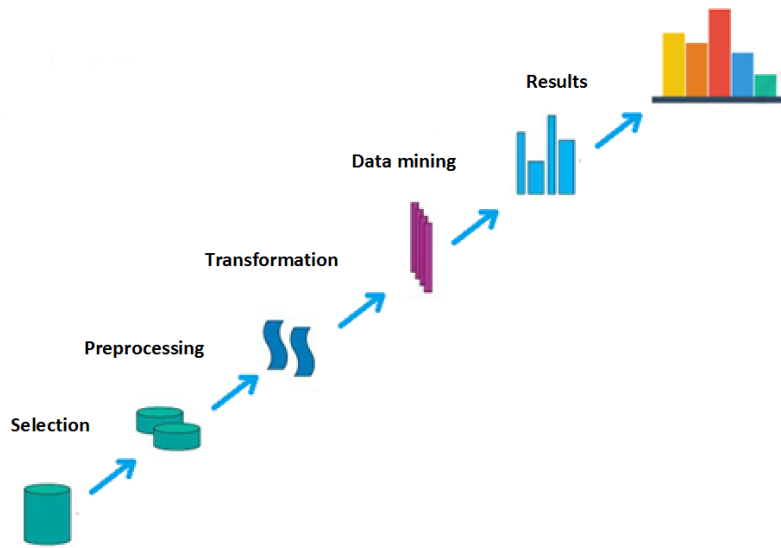 Results
Data mining
Transformation
Preprocessing
Selection